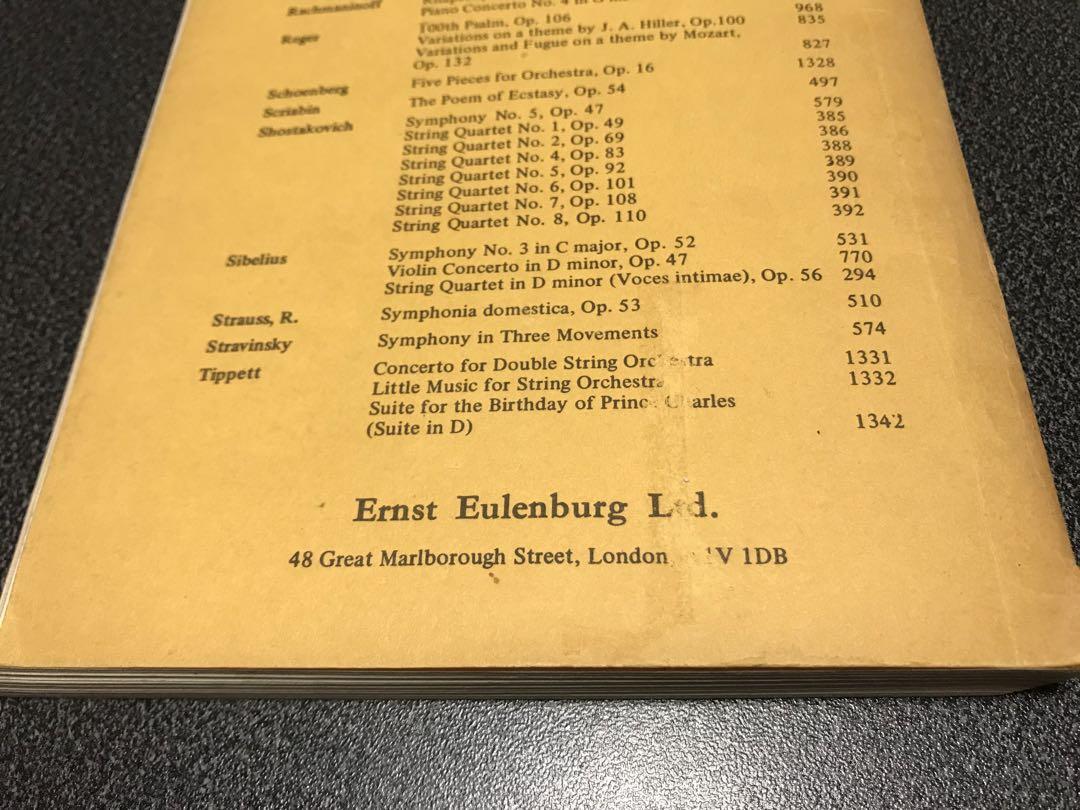 Rachmaninoff Piano Concerto No. 4 in G
Reger 100th Psalm, Op. 106 968
Variations on a theme by J. A. Hiller, Op.100 835
Variations and Fugue on a theme by Mozart,
Op. 132 827
Schoenberg Five Pieces for Orchestra, Op. 16 1328
Scriabin The Poem of Ecstasy, Op. 54 497
Shostakovich Symphony No. 5, Op. 47 579
String Quartet No. 1, Op. 49 385
String Quartet No. 2, Op. 69 386
String Quartet No. 4, Op. 83 388
String Quartet No. 5, Op. 92 389
String Quartet No. 6, Op. 101 390
String Quartet No. 7, Op. 108 391
String Quartet No. 8, Op. 110 392
Sibelius Symphony No. 3 in C major, Op. 52 531
Violin Concerto in D minor, Op. 47 770
String Quartet in D minor (Voces intimae), Op. 56 294
Strauss, R. Symphonia domestica, Op. 53 510
Stravinsky Symphony in Three Movements 574
Tippett Concerto for Double String Orchestra 1331
Little Music for String Orchestra 1332
Suite for the Birthday of Prince Charles
(Suite in D) 1342
Ernst Eulenburg Ltd.
48 Great Marlborough Street, London 1V 1DB